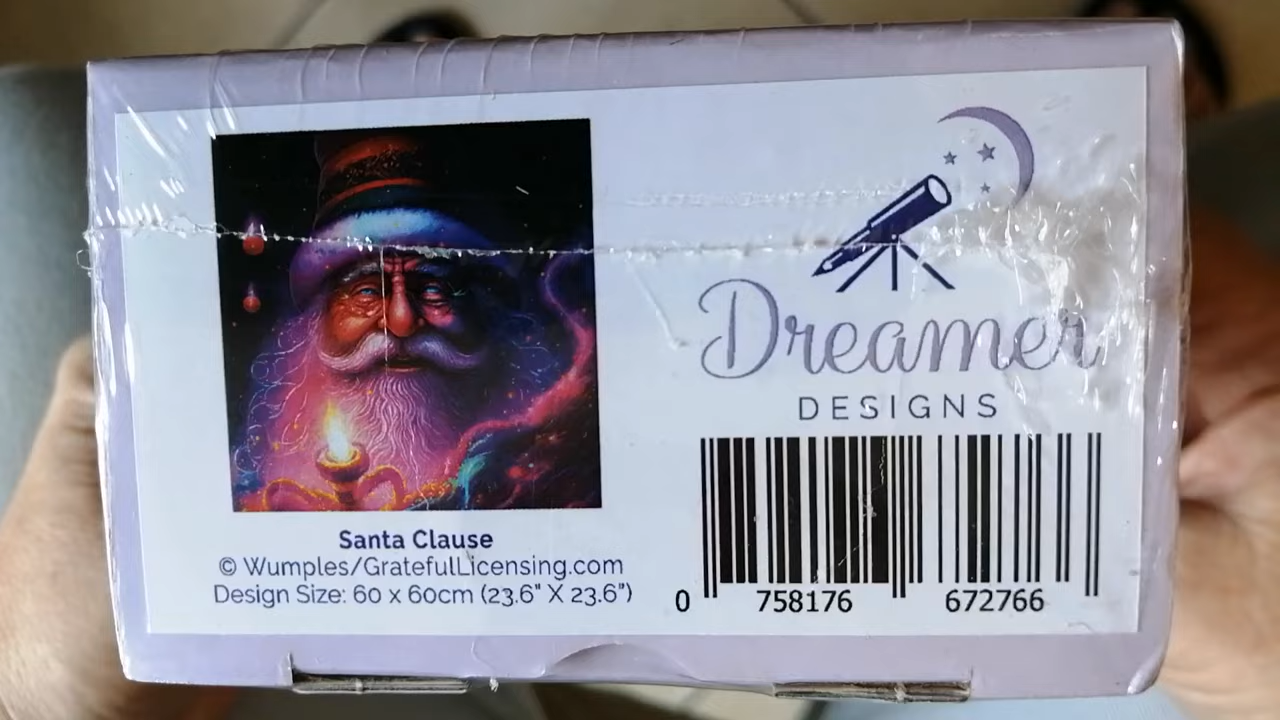 Dreamer
DESIGNS
Santa Clause
© Wumples/GratefulLicensing.com
Design Size: 60 x 60cm (23.6" X 23.6")
0 758176 672766